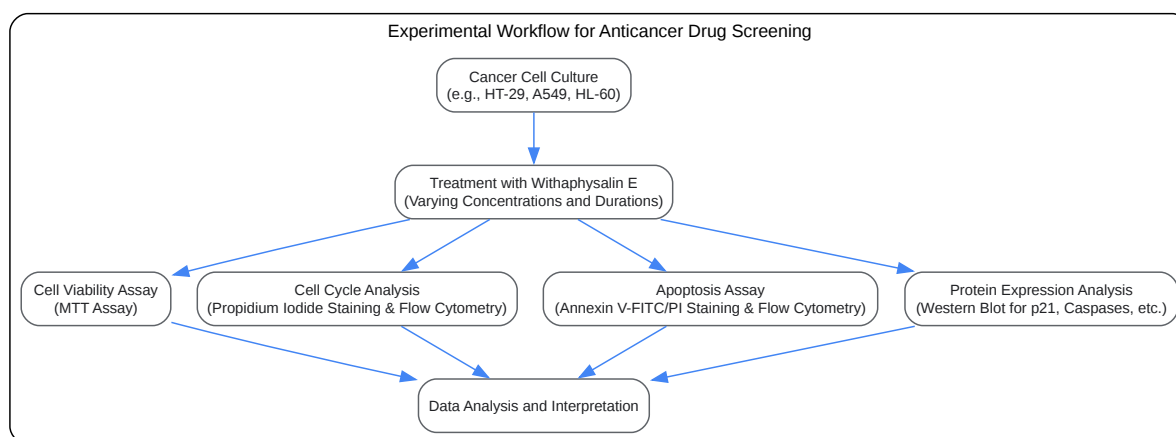 Experimental Workflow for Anticancer Drug Screening
Cancer Cell Culture
(e.g., HT-29, A549, HL-60)
Treatment with Withaphysalin E
(Varying Concentrations and Durations)
Cell Viability Assay
(MTT Assay)
Cell Cycle Analysis
(Propidium Iodide Staining & Flow Cytometry)
Apoptosis Assay
(Annexin V-FITC/PI Staining & Flow Cytometry)
Protein Expression Analysis
(Western Blot for p21, Caspases, etc.)
Data Analysis and Interpretation